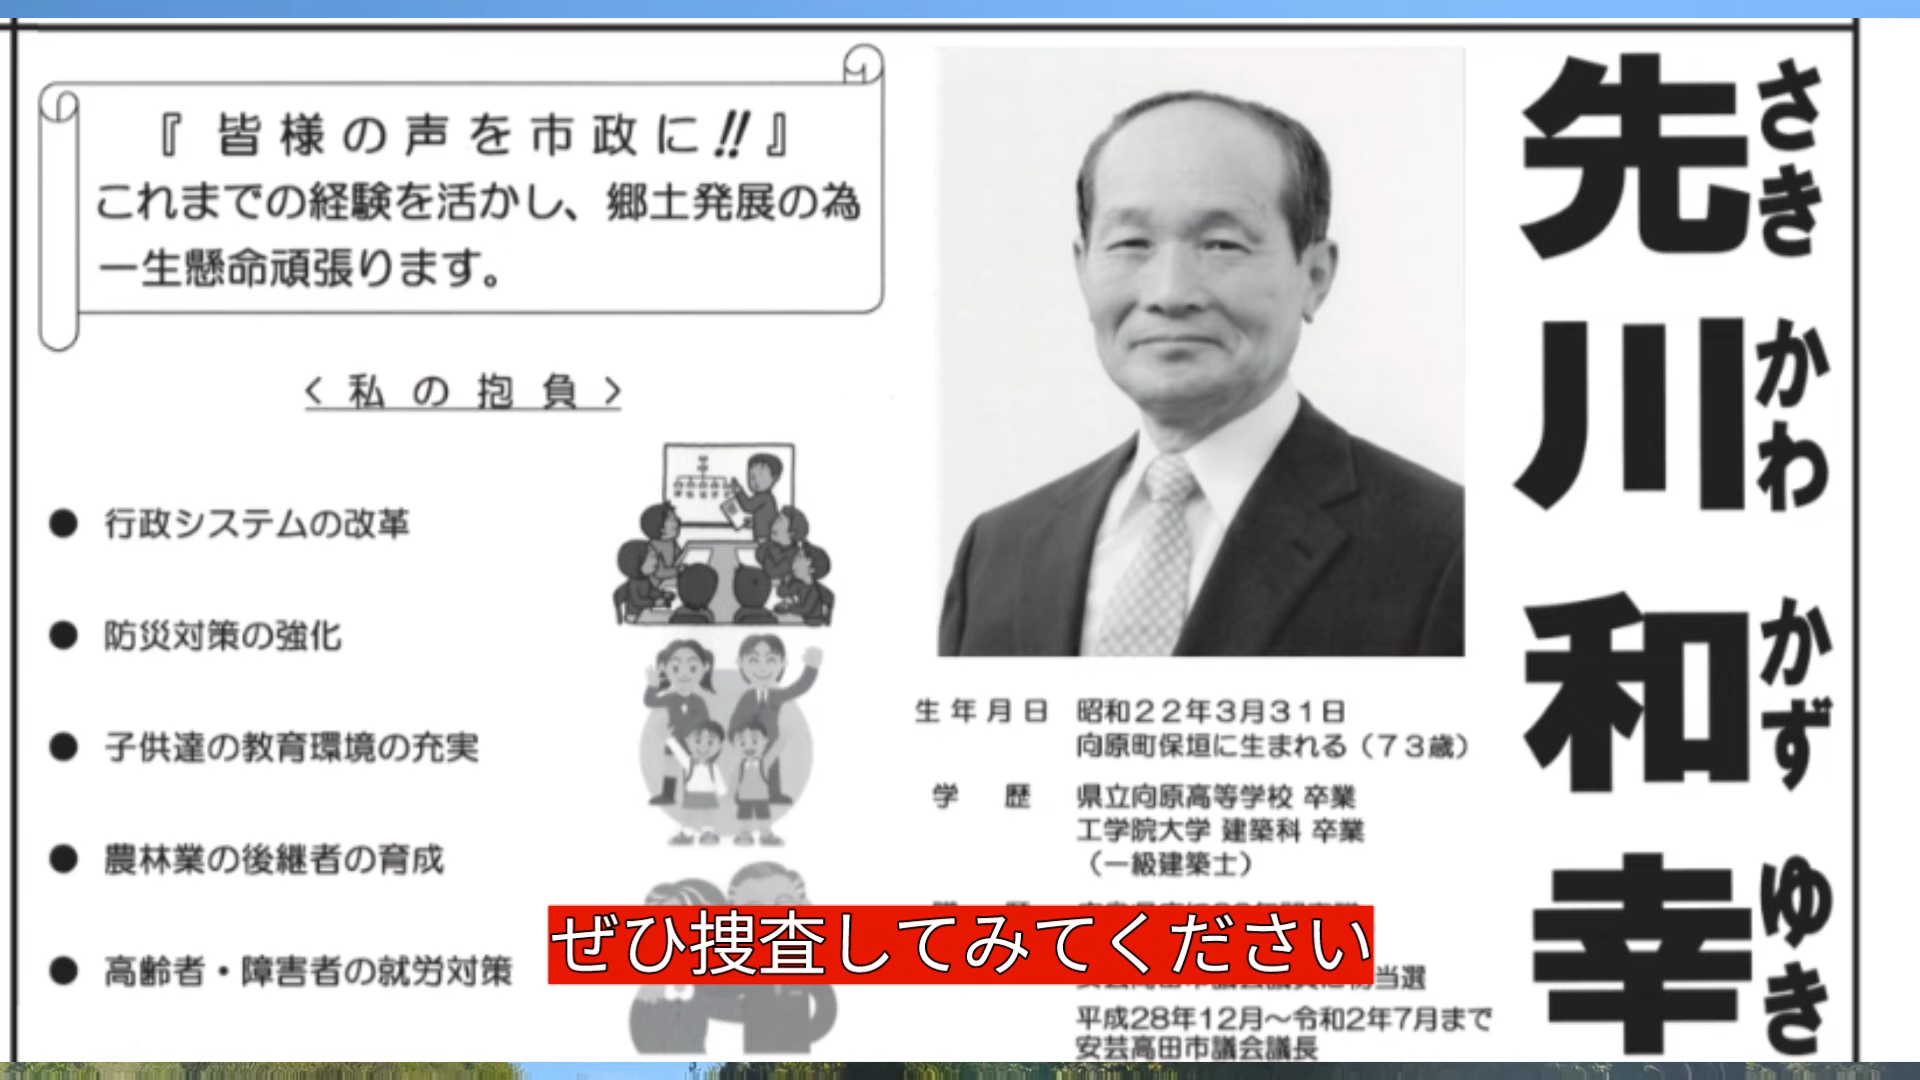 『皆様の声を市政に!!』
これまでの経験を活かし、郷土発展の為
一生懸命頑張ります。
＜私の抱負＞
● 行政システムの改革
● 防災対策の強化
● 子供達の教育環境の充実
● 農林業の後継者の育成
● 高齢者・障害者の就労対策
先川和幸
さきかわかずゆき
生年月日 昭和２２年３月３１日
向原町保垣に生まれる（７３歳）
学歴 県立向原高等学校 卒業
工学院大学 建築科 卒業
（一級建築士）
当選
平成28年12月～令和2年7月まで
安芸高田市議会議長
ぜひ捜査してみてください